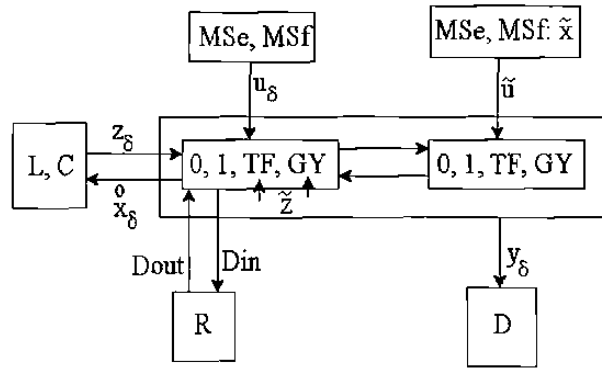 MSe, MSf
MSe, MSf: x̃
u_δ
ũ
z_δ
L, C
0, 1, TF, GY
0, 1, TF, GY
x̊_δ
z̃
Dout
Din
y_δ
R
D